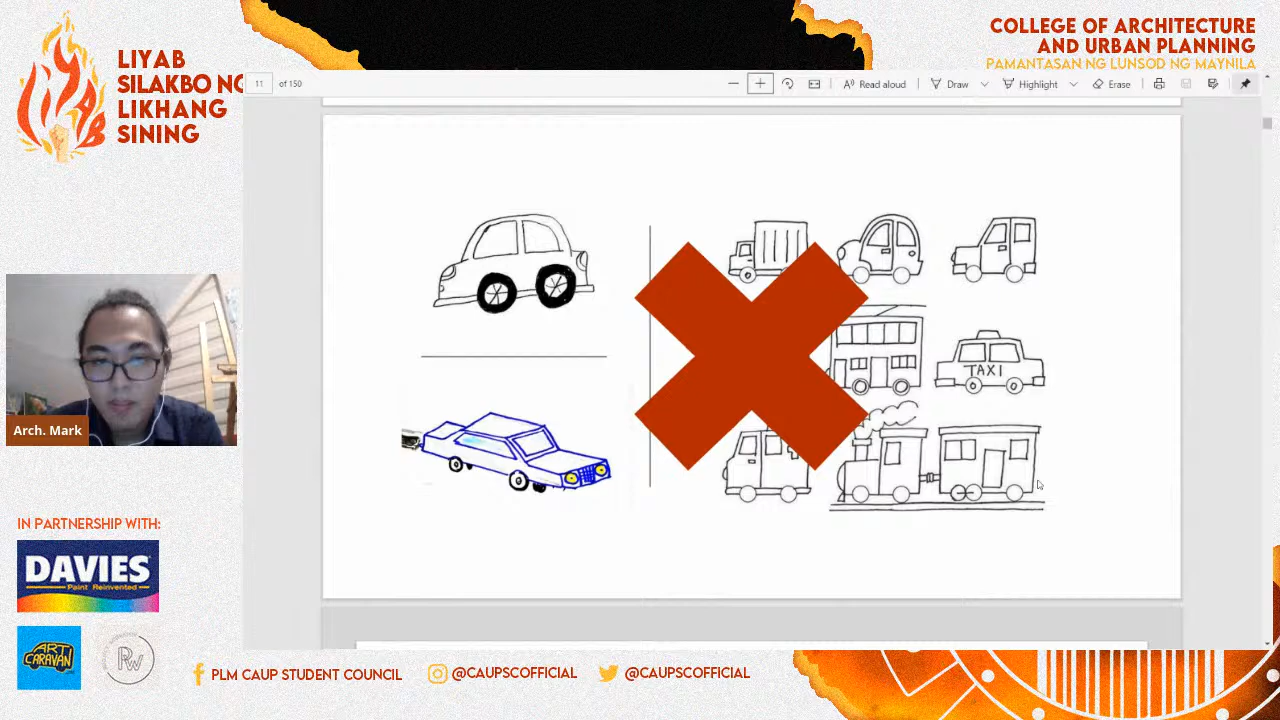 LIYAB
SILAKBO NG
LIKHANG
SINING
COLLEGE OF ARCHITECTURE
AND URBAN PLANNING
PAMANTASAN NG LUNSOD NG MAYNILA
11 of 150
Read aloud
Draw
Highlight
Erase
TAXI
Arch. Mark
IN PARTNERSHIP WITH:
DAVIES
Paint Reinvented
ART
CARAVAN
PW
PLM CAUP STUDENT COUNCIL
@CAUPSCOFFICIAL
@CAUPSCOFFICIAL